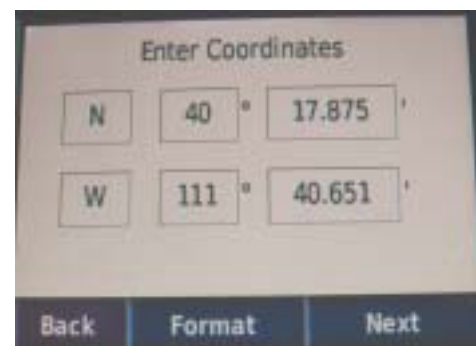 Enter Coordinates
N 40 ° 17.875 '
W 111 ° 40.651 '
Back Format Next